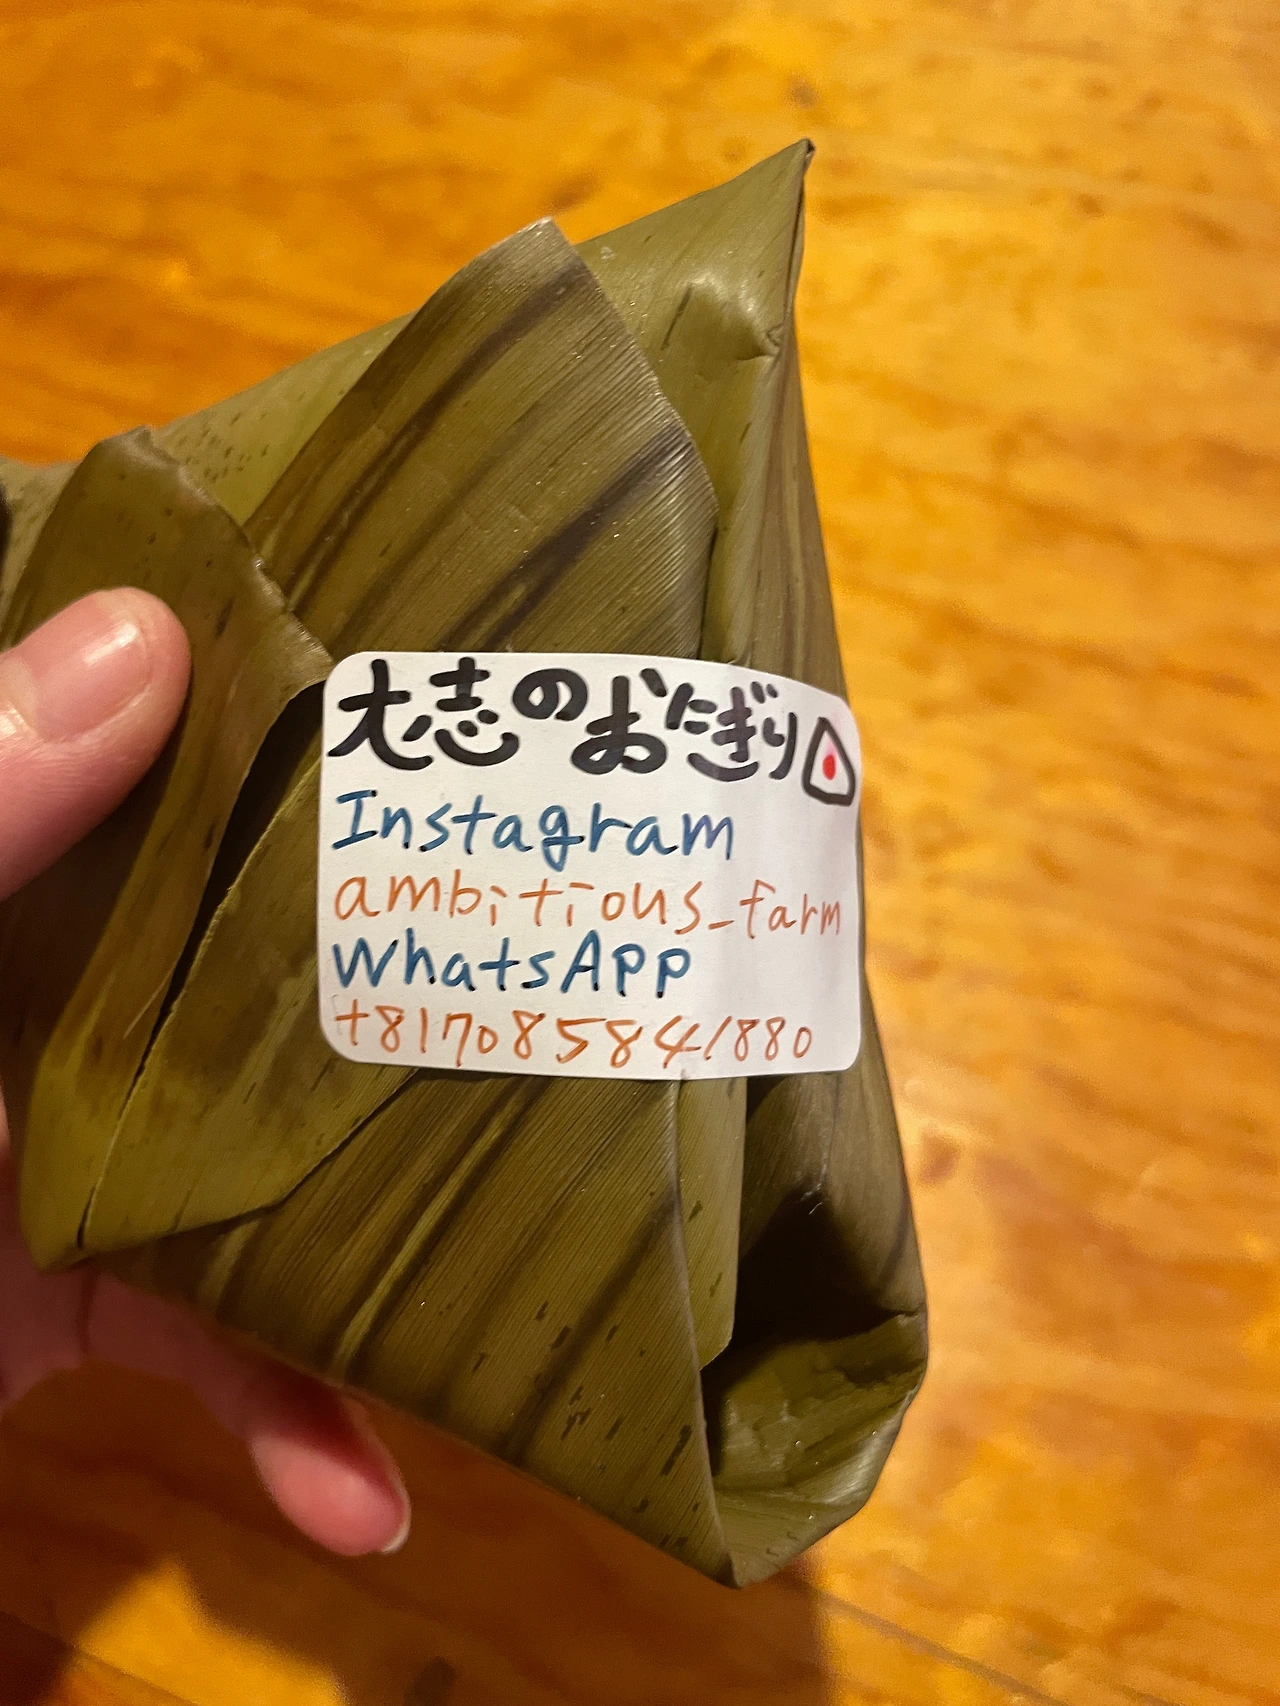 大志のおにぎり
Instagram
ambitious_farm
WhatsAPP
+817085841880